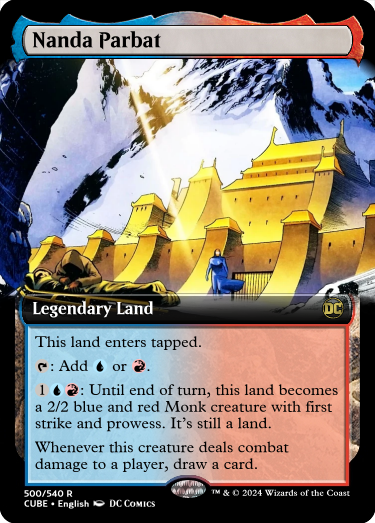 Nanda Parbat
Legendary Land
DC
This land enters tapped.
: Add or .
1 : Until end of turn, this land becomes
a 2/2 blue and red Monk creature with first
strike and prowess. It's still a land.
Whenever this creature deals combat
damage to a player, draw a card.
500/540 R
CUBE • English DC Comics
™ & © 2024 Wizards of the Coast